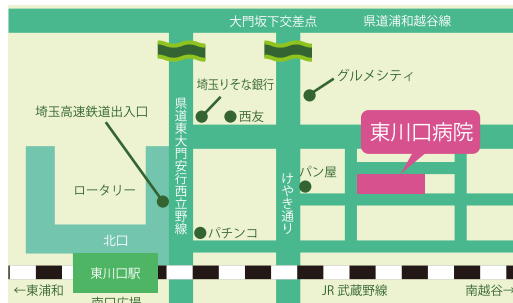 大門坂下交差点
県道浦和越谷線
グルメシティ
埼玉りそな銀行
西友
埼玉高速鉄道出入口
県道東大門安行西立野線
東川口病院
けやき通り
パン屋
ロータリー
パチンコ
北口
東川口駅
←東浦和
JR 武蔵野線
南越谷→
南口広場